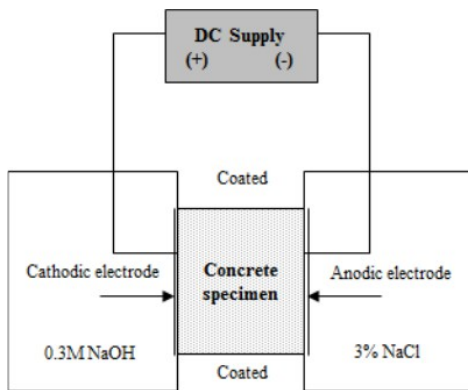 DC Supply
(+) (-)
Coated
Cathodic electrode
Concrete
specimen
Anodic electrode
0.3M NaOH
3% NaCl
Coated